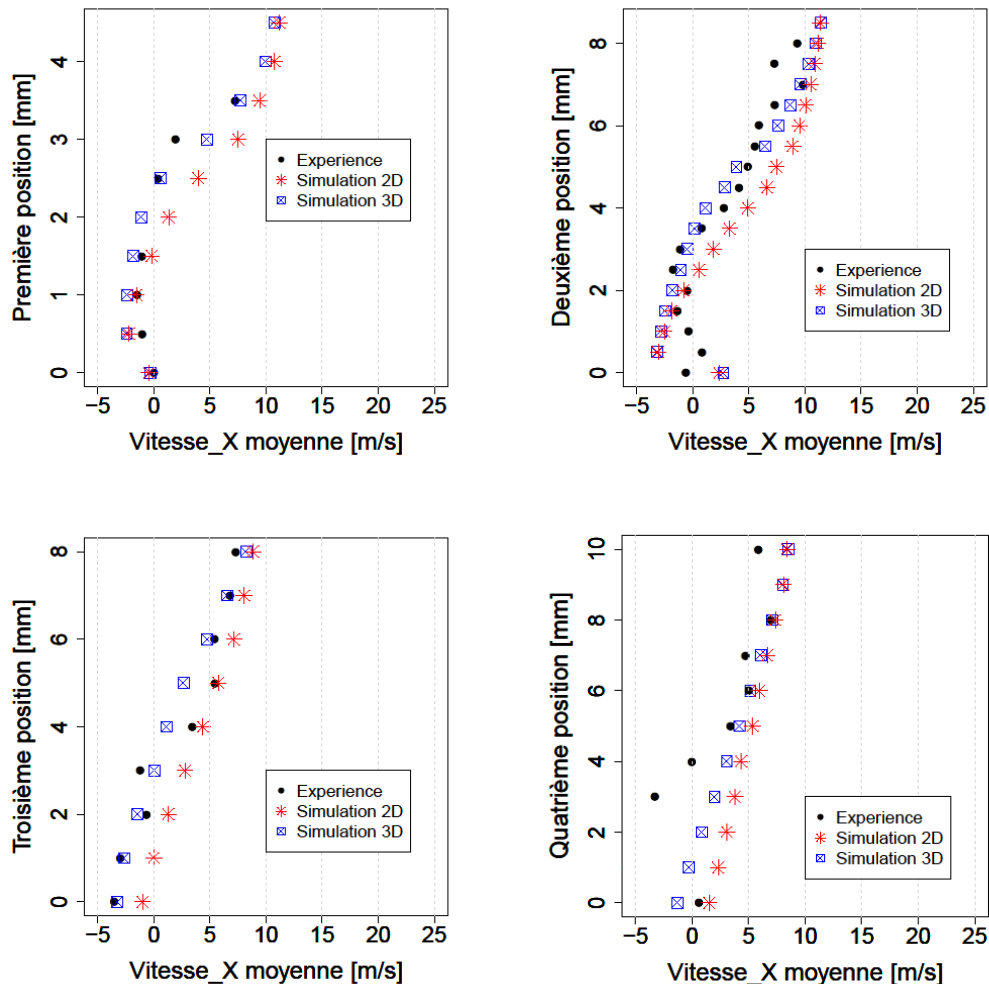 Première position [mm]
4
3
2
1
0
Experience
Simulation 2D
Simulation 3D
−5 0 5 10 15 20 25
Vitesse_X moyenne [m/s]
Deuxième position [mm]
8
6
4
2
0
Experience
Simulation 2D
Simulation 3D
−5 0 5 10 15 20 25
Vitesse_X moyenne [m/s]
Troisième position [mm]
8
6
4
2
0
Experience
Simulation 2D
Simulation 3D
−5 0 5 10 15 20 25
Vitesse_X moyenne [m/s]
Quatrième position [mm]
10
8
6
4
2
0
Experience
Simulation 2D
Simulation 3D
−5 0 5 10 15 20 25
Vitesse_X moyenne [m/s]